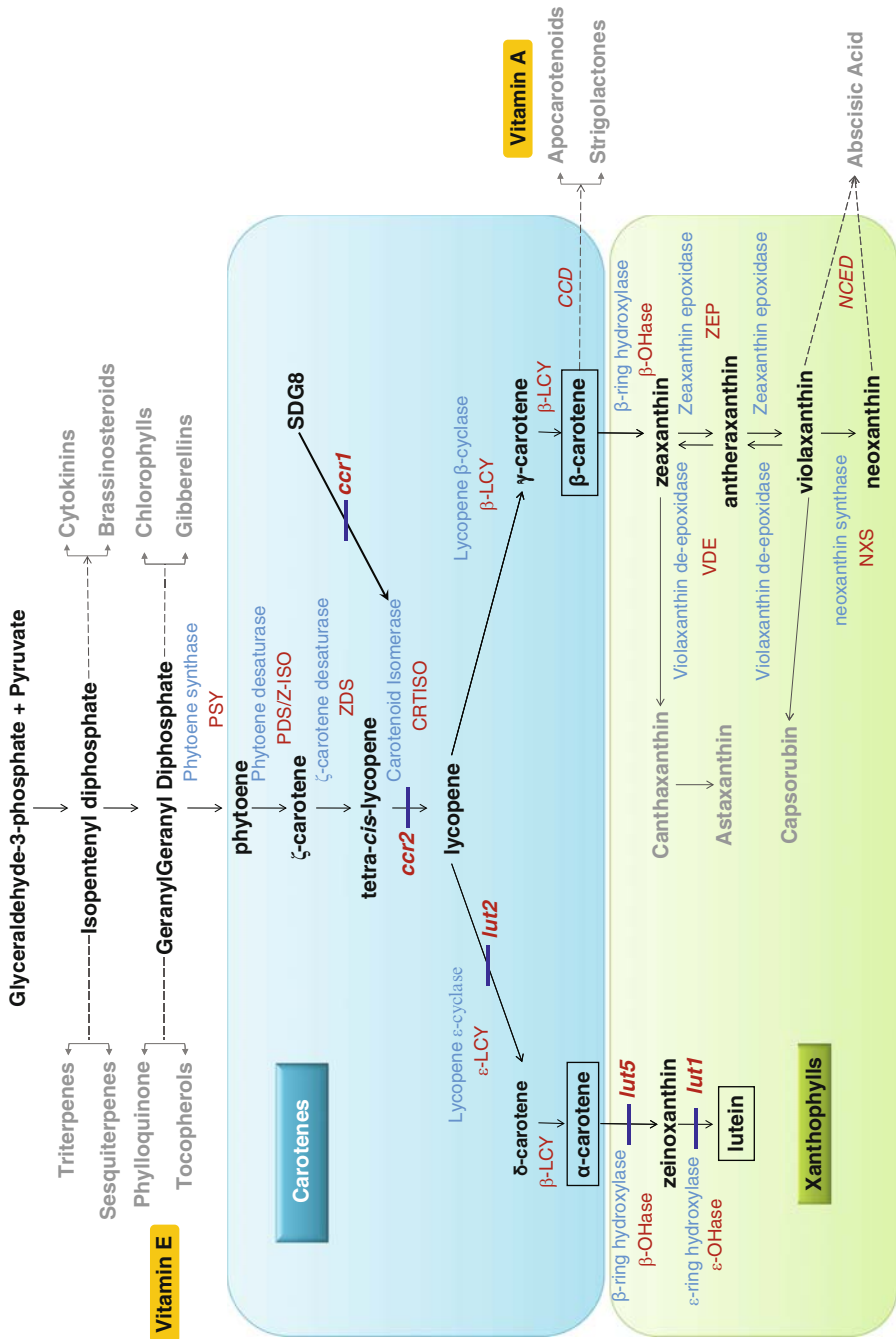 Glyceraldehyde-3-phosphate + Pyruvate
Triterpenes
Sesquiterpenes
Isopentenyl diphosphate
Cytokinins
Brassinosteroids
Vitamin E
Phylloquinone
Tocopherols
GeranylGeranyl Diphosphate
Chlorophylls
Gibberellins
Phytoene synthase
PSY
Carotenes
phytoene
Phytoene desaturase
PDS/Z-ISO
ζ-carotene
ζ-carotene desaturase
ZDS
SDG8
ccr1
tetra-cis-lycopene
Carotenoid Isomerase
CRTISO
ccr2
lycopene
Lycopene ε-cyclase
ε-LCY
lut2
Lycopene β-cyclase
β-LCY
δ-carotene
β-LCY
α-carotene
γ-carotene
β-LCY
β-carotene
CCD
Vitamin A
Apocarotenoids
Strigolactones
β-ring hydroxylase
β-OHase
lut5
zeinoxanthin
ε-ring hydroxylase
ε-OHase
lut1
lutein
Xanthophylls
β-ring hydroxylase
β-OHase
zeaxanthin
Canthaxanthin
Astaxanthin
Violaxanthin de-epoxidase
VDE
Zeaxanthin epoxidase
ZEP
antheraxanthin
Violaxanthin de-epoxidase
Zeaxanthin epoxidase
Capsorubin
violaxanthin
neoxanthin synthase
NXS
neoxanthin
NCED
Abscisic Acid